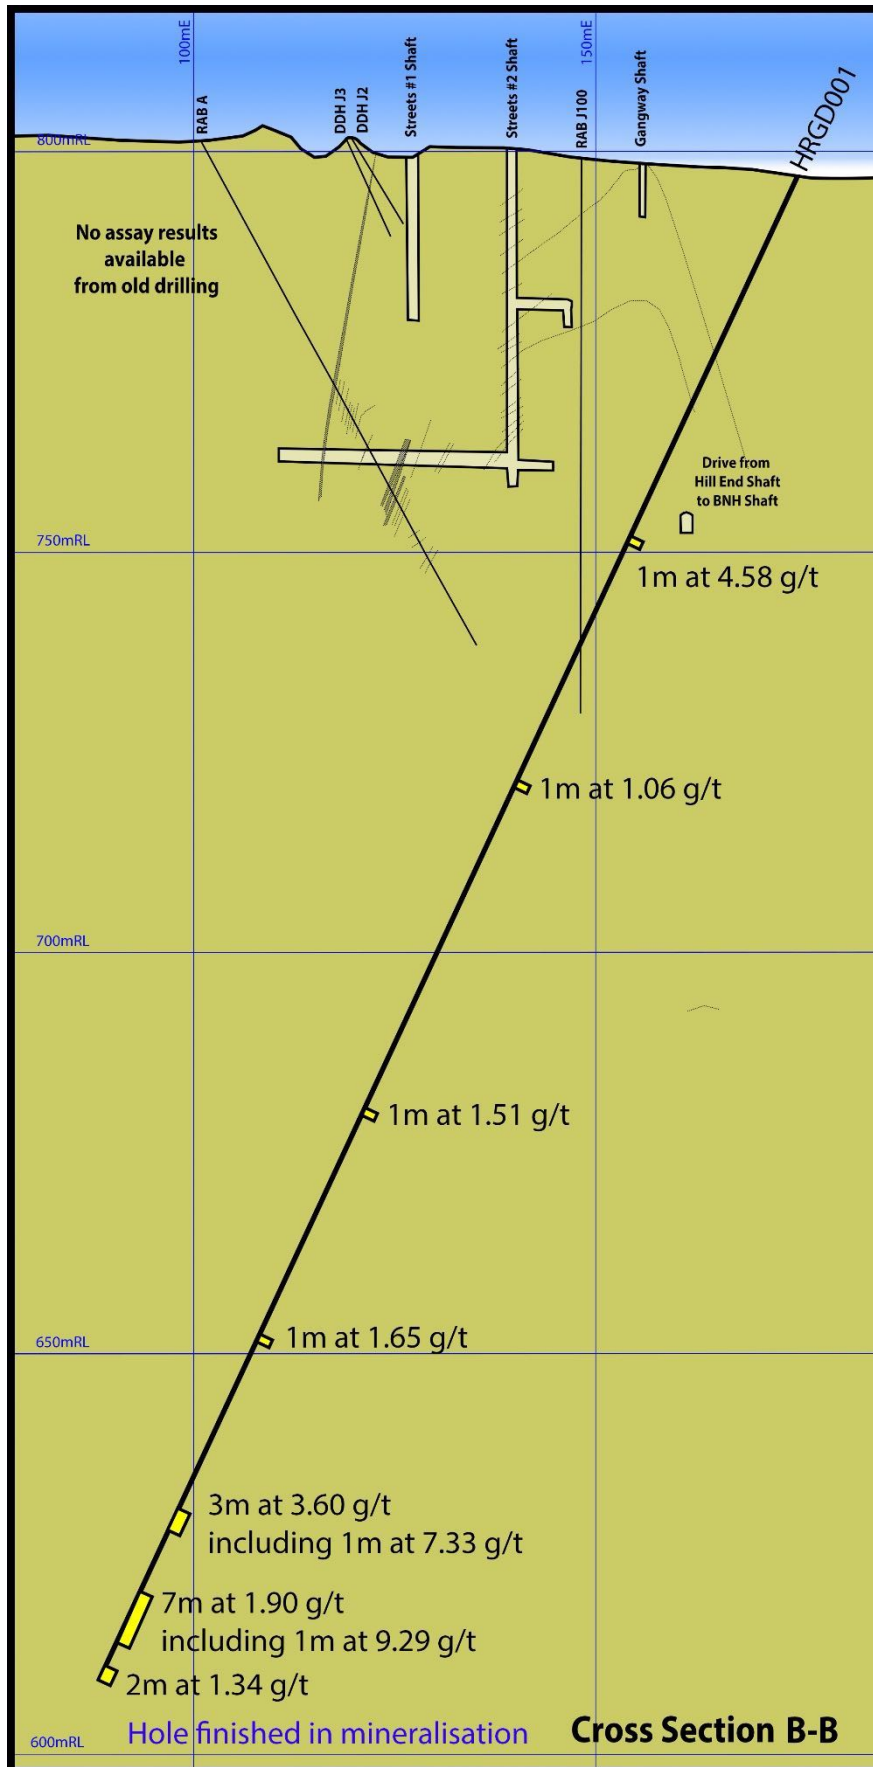 100mE
150mE
RAB A
DDH J3
DDH J2
Streets #1 Shaft
Streets #2 Shaft
RAB J100
Gangway Shaft
HRGD001
800mRL
No assay results
available
from old drilling
Drive from
Hill End Shaft
to BNH Shaft
750mRL
1m at 4.58 g/t
1m at 1.06 g/t
700mRL
1m at 1.51 g/t
1m at 1.65 g/t
650mRL
3m at 3.60 g/t
including 1m at 7.33 g/t
7m at 1.90 g/t
including 1m at 9.29 g/t
2m at 1.34 g/t
Hole finished in mineralisation
Cross Section B-B
600mRL